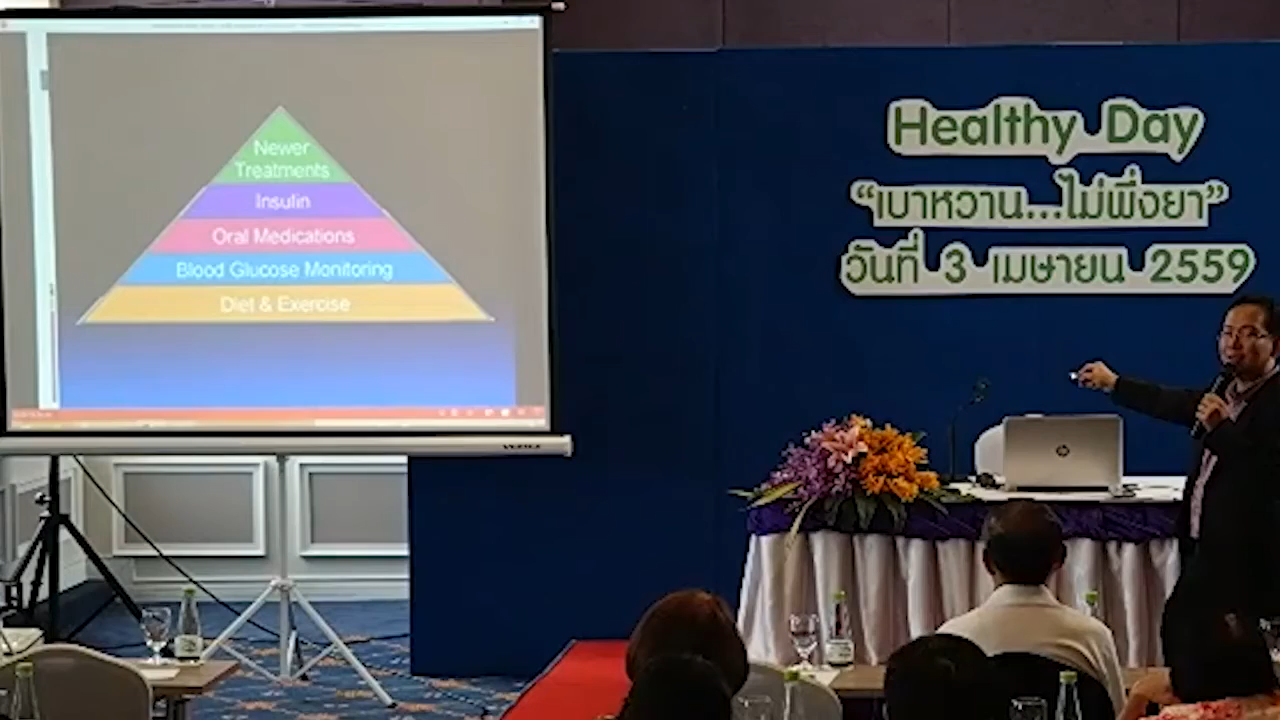 Newer
Treatments
Insulin
Oral Medications
Blood Glucose Monitoring
Diet & Exercise
Healthy Day
“เบาหวาน...ไม่พึ่งยา”
วันที่ 3 เมษายน 2559
hp